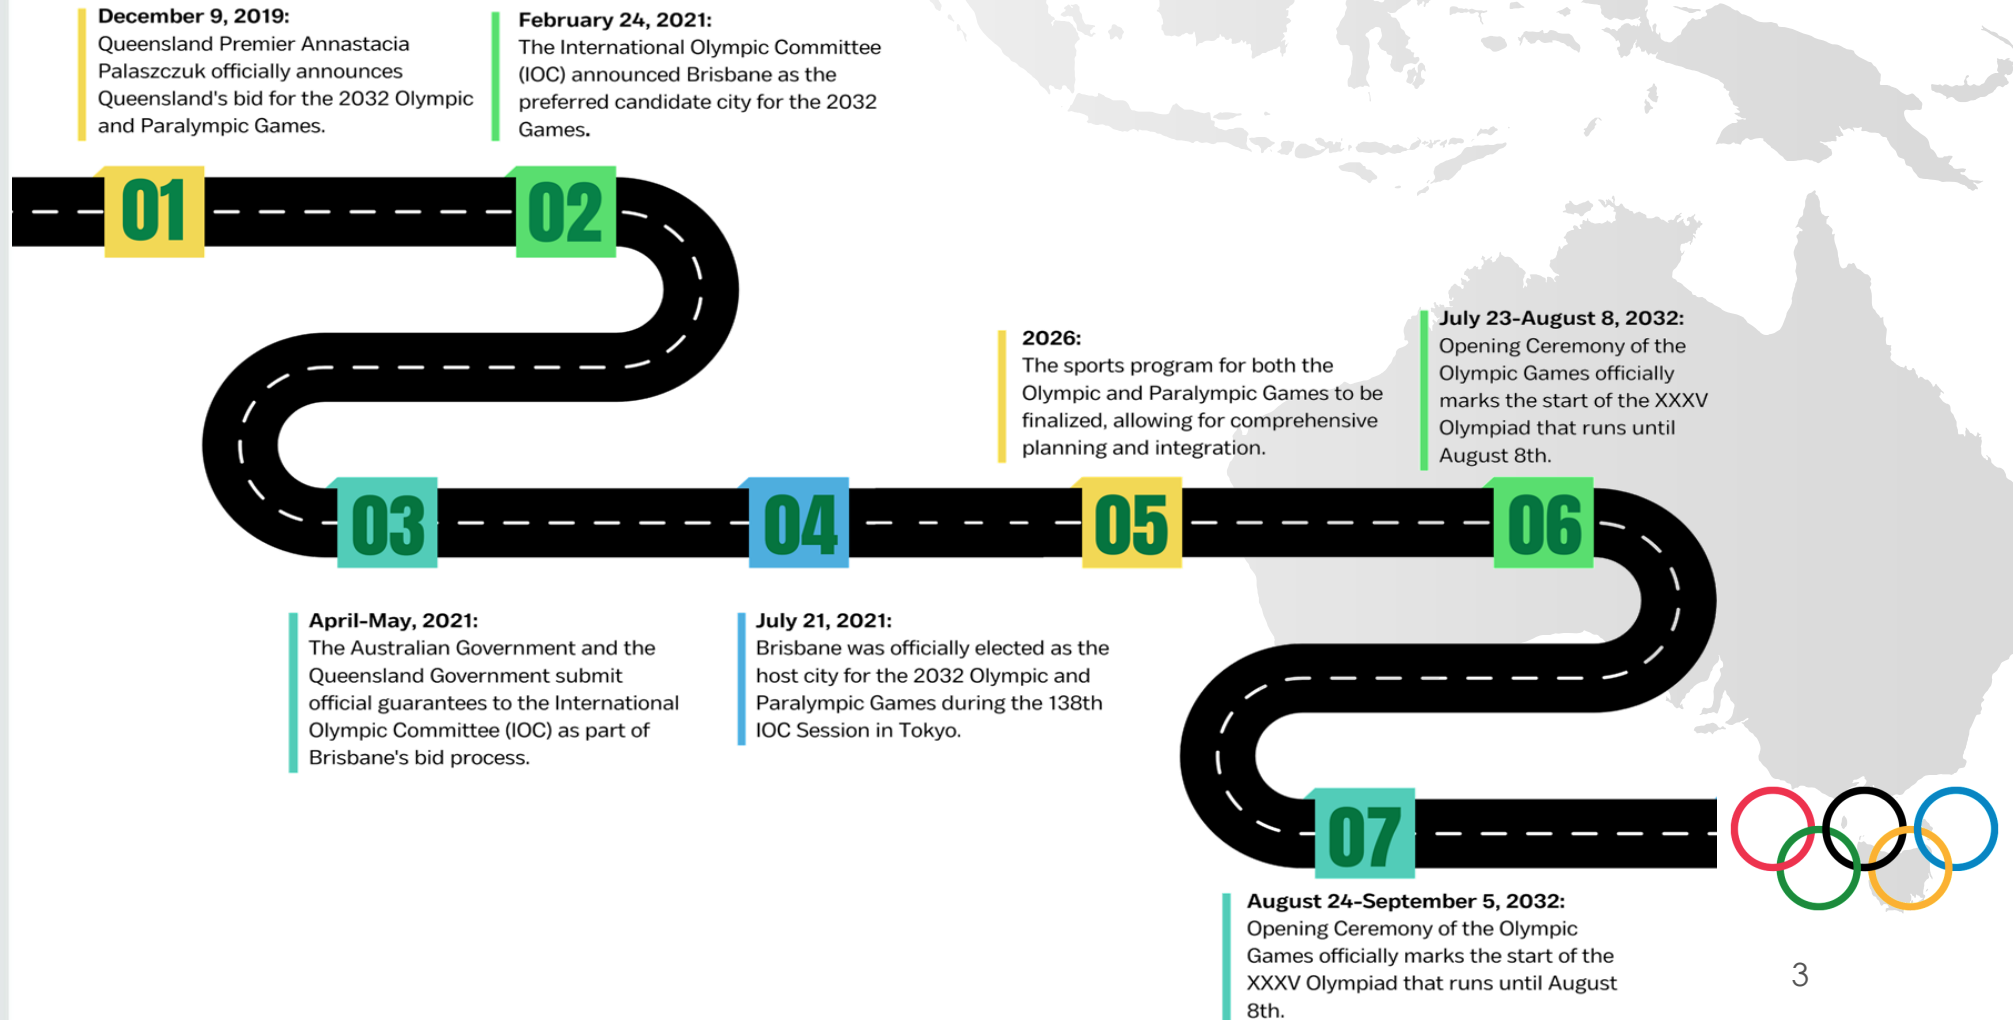 December 9, 2019:
Queensland Premier Annastacia
Palaszczuk officially announces
Queensland's bid for the 2032 Olympic
and Paralympic Games.
February 24, 2021:
The International Olympic Committee
(IOC) announced Brisbane as the
preferred candidate city for the 2032
Games.
01
02
2026:
The sports program for both the
Olympic and Paralympic Games to be
finalized, allowing for comprehensive
planning and integration.
July 23-August 8, 2032:
Opening Ceremony of the
Olympic Games officially
marks the start of the XXXV
Olympiad that runs until
August 8th.
03
04
05
06
April-May, 2021:
The Australian Government and the
Queensland Government submit
official guarantees to the International
Olympic Committee (IOC) as part of
Brisbane's bid process.
July 21, 2021:
Brisbane was officially elected as the
host city for the 2032 Olympic and
Paralympic Games during the 138th
IOC Session in Tokyo.
07
August 24-September 5, 2032:
Opening Ceremony of the Olympic
Games officially marks the start of the
XXXV Olympiad that runs until August
8th.
3